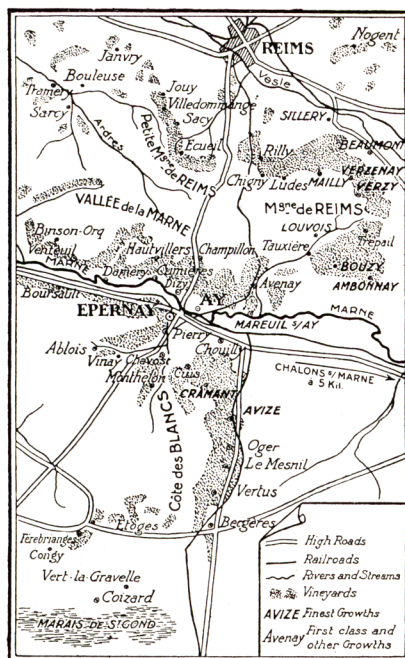 REIMS
Nogent
Janvry
Bouleuse
Tramery
Sarcy
Jouy
Villedommange
Sacy
Ecueil
Ardres
Petite Mgne de REIMS
Vesle
SILLERY
BEAUMONT
Rilly
VERZENAY
Chigny
Ludes
MAILLY
VERZY
VALLÉE de la MARNE
Mgne de REIMS
LOUVOIS
Binson-Orq
Venteuil
Hautvillers
Champillon
Tauxière
Trepail
MARNE
Damery
Cumières
Dizy
Avenay
BOUZY
AMBONNAY
Boursault
AY
EPERNAY
MARNE
MAREUIL s/AY
Pierry
Chouilly
Ablois
Vinay
Chavost
Monthelon
Cuis
CRAMANT
CHALONS s/MARNE
à 5 Kil.
AVIZE
Côte des BLANCS
Oger
Le Mesnil
Vertus
Etoges
Bergères
Ferebrianges
Congy
Vert-la-Gravelle
Coizard
MARAIS-DE-ST GOND
High Roads
Railroads
Rivers and Streams
Vineyards
AVIZE Finest Growths
Avenay First class and
other Growths